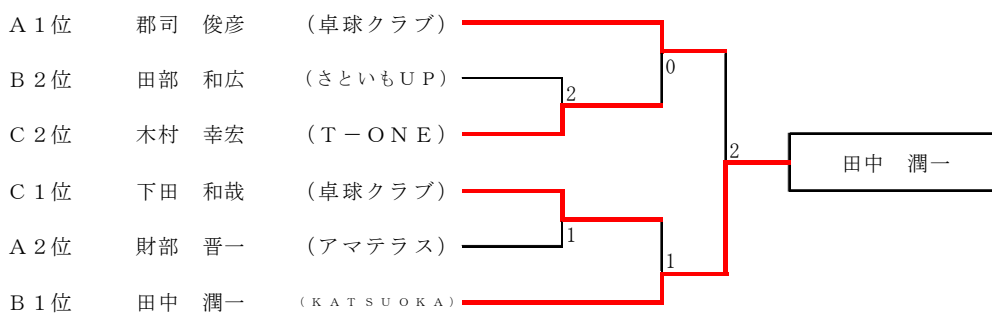 A1位 郡司 俊彦 (卓球クラブ)
0
B2位 田部 和広 (さといもUP)
2
C2位 木村 幸宏 (T-ONE)
2
田中 潤一
C1位 下田 和哉 (卓球クラブ)
1
A2位 財部 晋一 (アマテラス)
1
B1位 田中 潤一 (KATSUOKA)